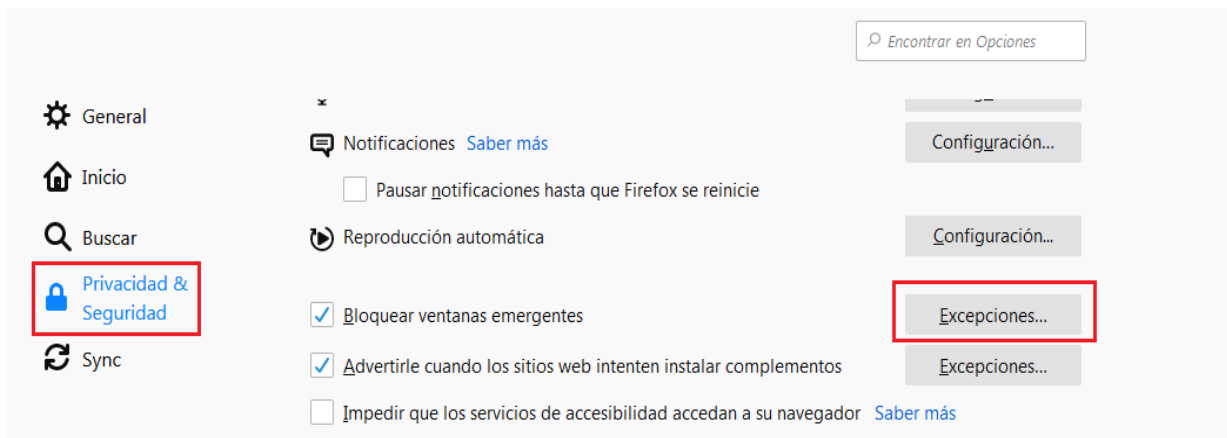 Encontrar en Opciones
General
Inicio
Buscar
Privacidad &
Seguridad
Sync
Notificaciones Saber más
Configuración...
Pausar notificaciones hasta que Firefox se reinicie
Reproducción automática
Configuración...
Bloquear ventanas emergentes
Excepciones...
Advertirle cuando los sitios web intenten instalar complementos
Excepciones...
Impedir que los servicios de accesibilidad accedan a su navegador Saber más